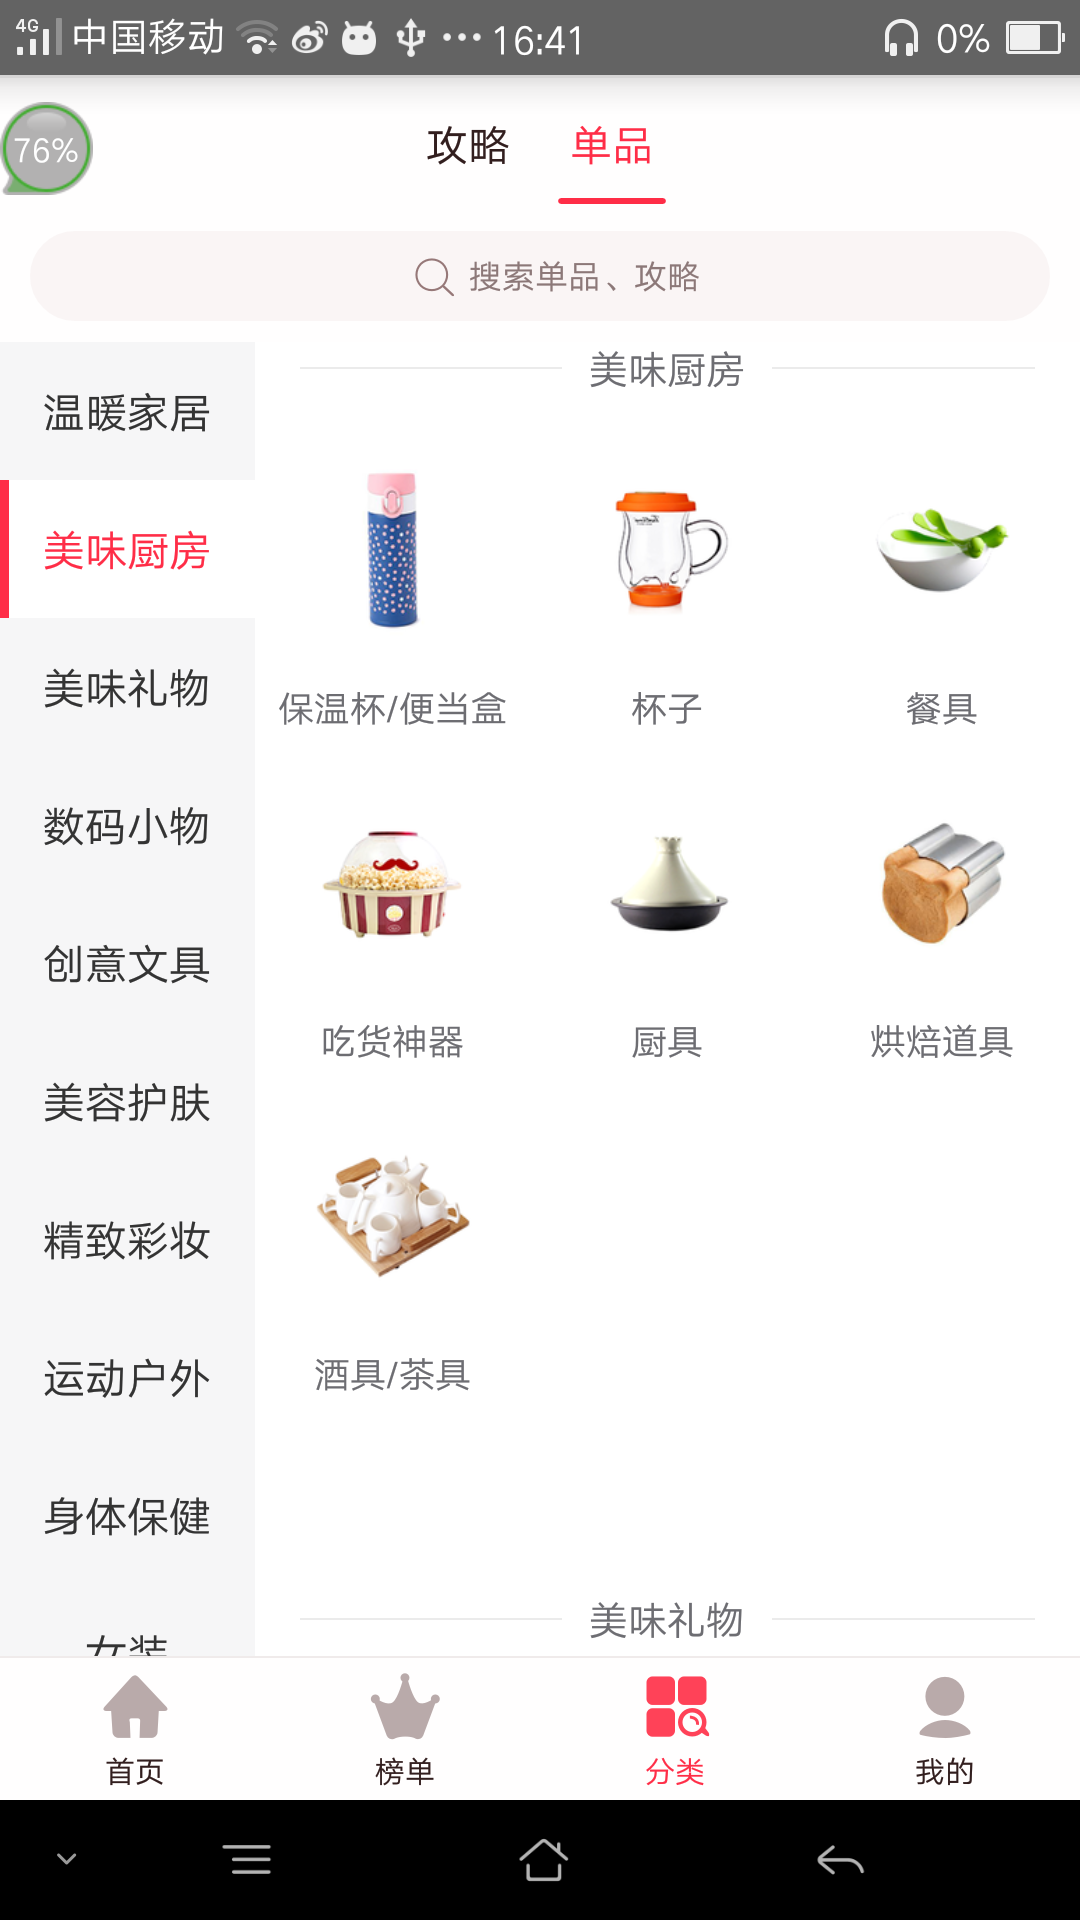 4G 中国移动 16:41 0%
76%
攻略 单品
搜索单品、攻略
温暖家居
美味厨房
美味礼物
数码小物
创意文具
美容护肤
精致彩妆
运动户外
身体保健
女装
美味厨房
保温杯/便当盒 杯子 餐具
吃货神器 厨具 烘焙道具
酒具/茶具
美味礼物
首页 榜单 分类 我的